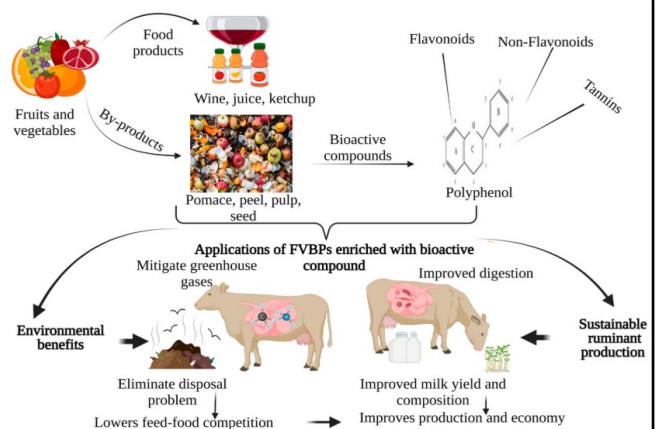 Food
products
Fruits and
vegetables
Wine, juice, ketchup
By-products
Pomace, peel, pulp,
seed
Bioactive
compounds
Flavonoids
Non-Flavonoids
Tannins
A
C
B
O
Polyphenol
Applications of FVBPs enriched with bioactive
compound
Mitigate greenhouse
gases
Improved digestion
Environmental
benefits
Sustainable
ruminant
production
Eliminate disposal
problem
Improved milk yield and
composition
Lowers feed-food competition
Improves production and economy